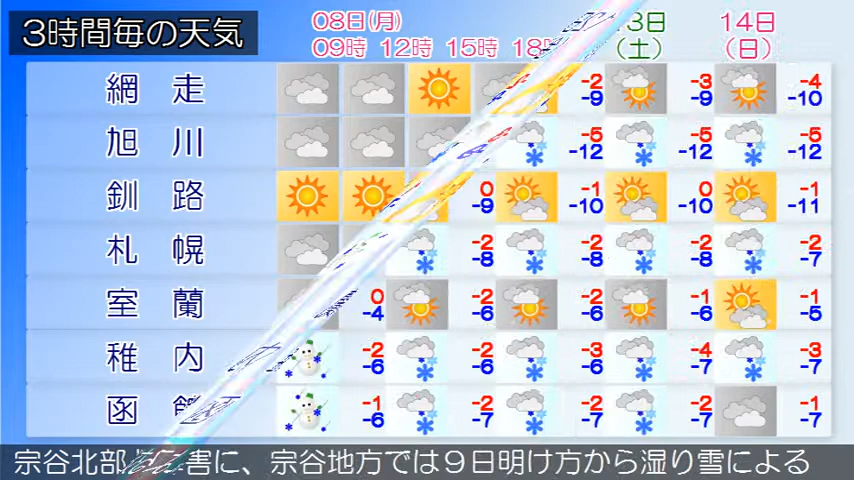 3時間毎の天気
08日(月)
09時 12時 15時 18時
(土)
14日
(日)
網走 -2 -9 -3 -9 -4 -10
旭川 -5 -12 -5 -12 -5 -12
釧路 0 -9 -1 -10 0 -10 -1 -11
札幌 -2 -8 -2 -8 -2 -8 -2 -7
室蘭 0 -4 -2 -6 -2 -6 -1 -6 -1 -5
稚内 -2 -6 -2 -6 -3 -6 -4 -7 -3 -7
函 -1 -6 -2 -7 -2 -7 -2 -7 -1 -7
宗谷北部 害に、宗谷地方では9日明け方から湿り雪による